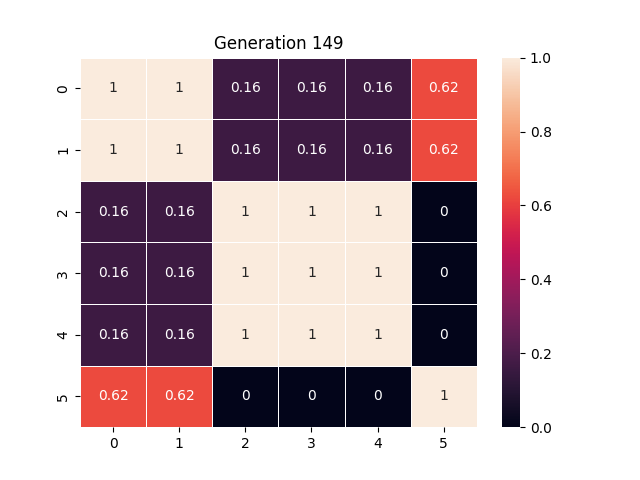 Generation 149
0 1 1 0.16 0.16 0.16 0.62
1 1 1 0.16 0.16 0.16 0.62
2 0.16 0.16 1 1 1 0
3 0.16 0.16 1 1 1 0
4 0.16 0.16 1 1 1 0
5 0.62 0.62 0 0 0 1
0 1 2 3 4 5
1.0
0.8
0.6
0.4
0.2
0.0